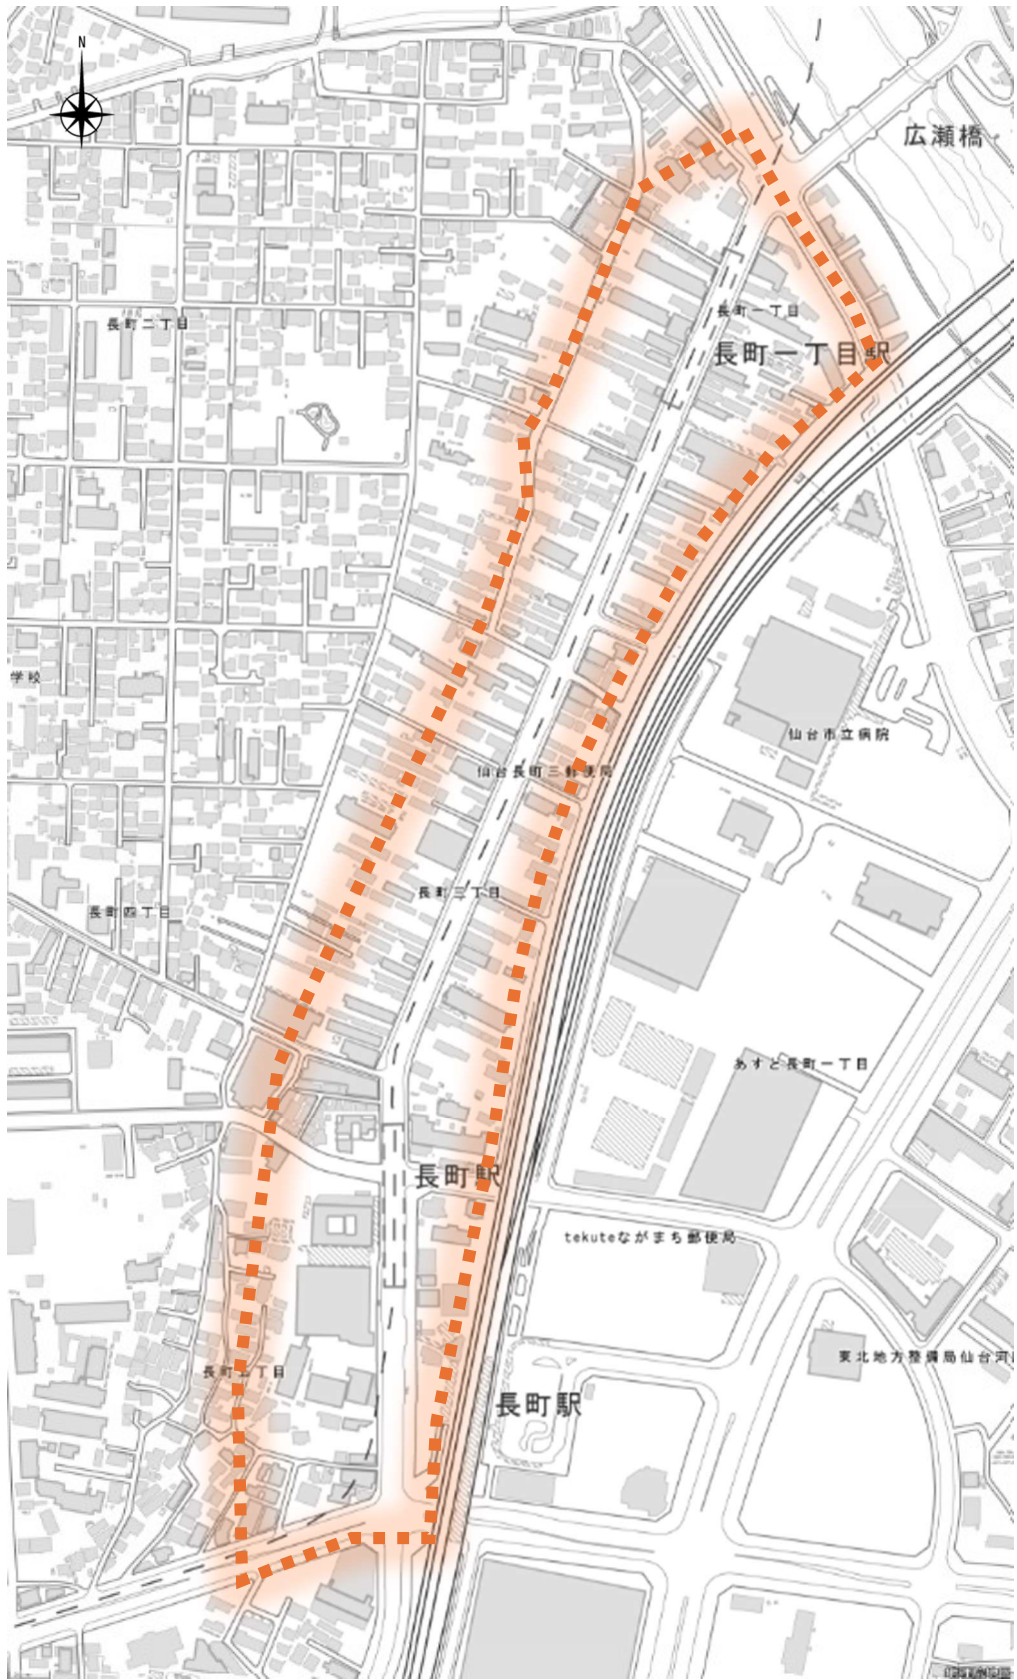 N
広瀬橋
長町一丁目
長町二丁目
長町一丁目駅
学校
仙台市立病院
仙台長町三郵便局
長町三丁目
長町四丁目
あすと長町一丁目
長町駅
tekuteながまち郵便局
東北地方整備局仙台河
長町五丁目
長町駅